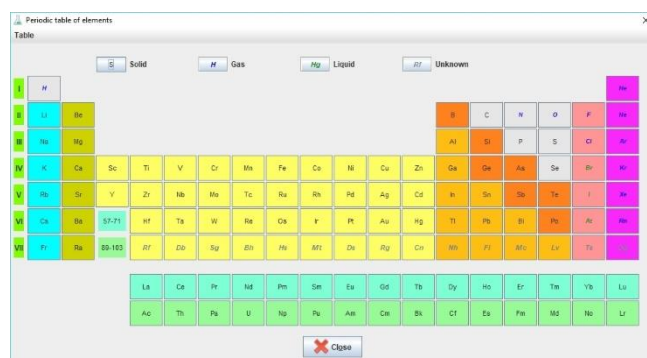 Periodic table of elements
Table
S Solid H Gas Hg Liquid Rf Unknown
I H He
II Li Be B C N O F Ne
III Na Mg Al Si P S Cl Ar
IV K Ca Sc Ti V Cr Mn Fe Co Ni Cu Zn Ga Ge As Se Br Kr
V Rb Sr Y Zr Nb Mo Tc Ru Rh Pd Ag Cd In Sn Sb Te I Xe
VI Cs Ba 57-71 Hf Ta W Re Os Ir Pt Au Hg Tl Pb Bi Po At Rn
VII Fr Ra 89-103 Rf Db Sg Bh Hs Mt Ds Rg Cn Nh Fl Mc Lv Ts
La Ce Pr Nd Pm Sm Eu Gd Tb Dy Ho Er Tm Yb Lu
Ac Th Pa U Np Pu Am Cm Bk Cf Es Fm Md No Lr
Close